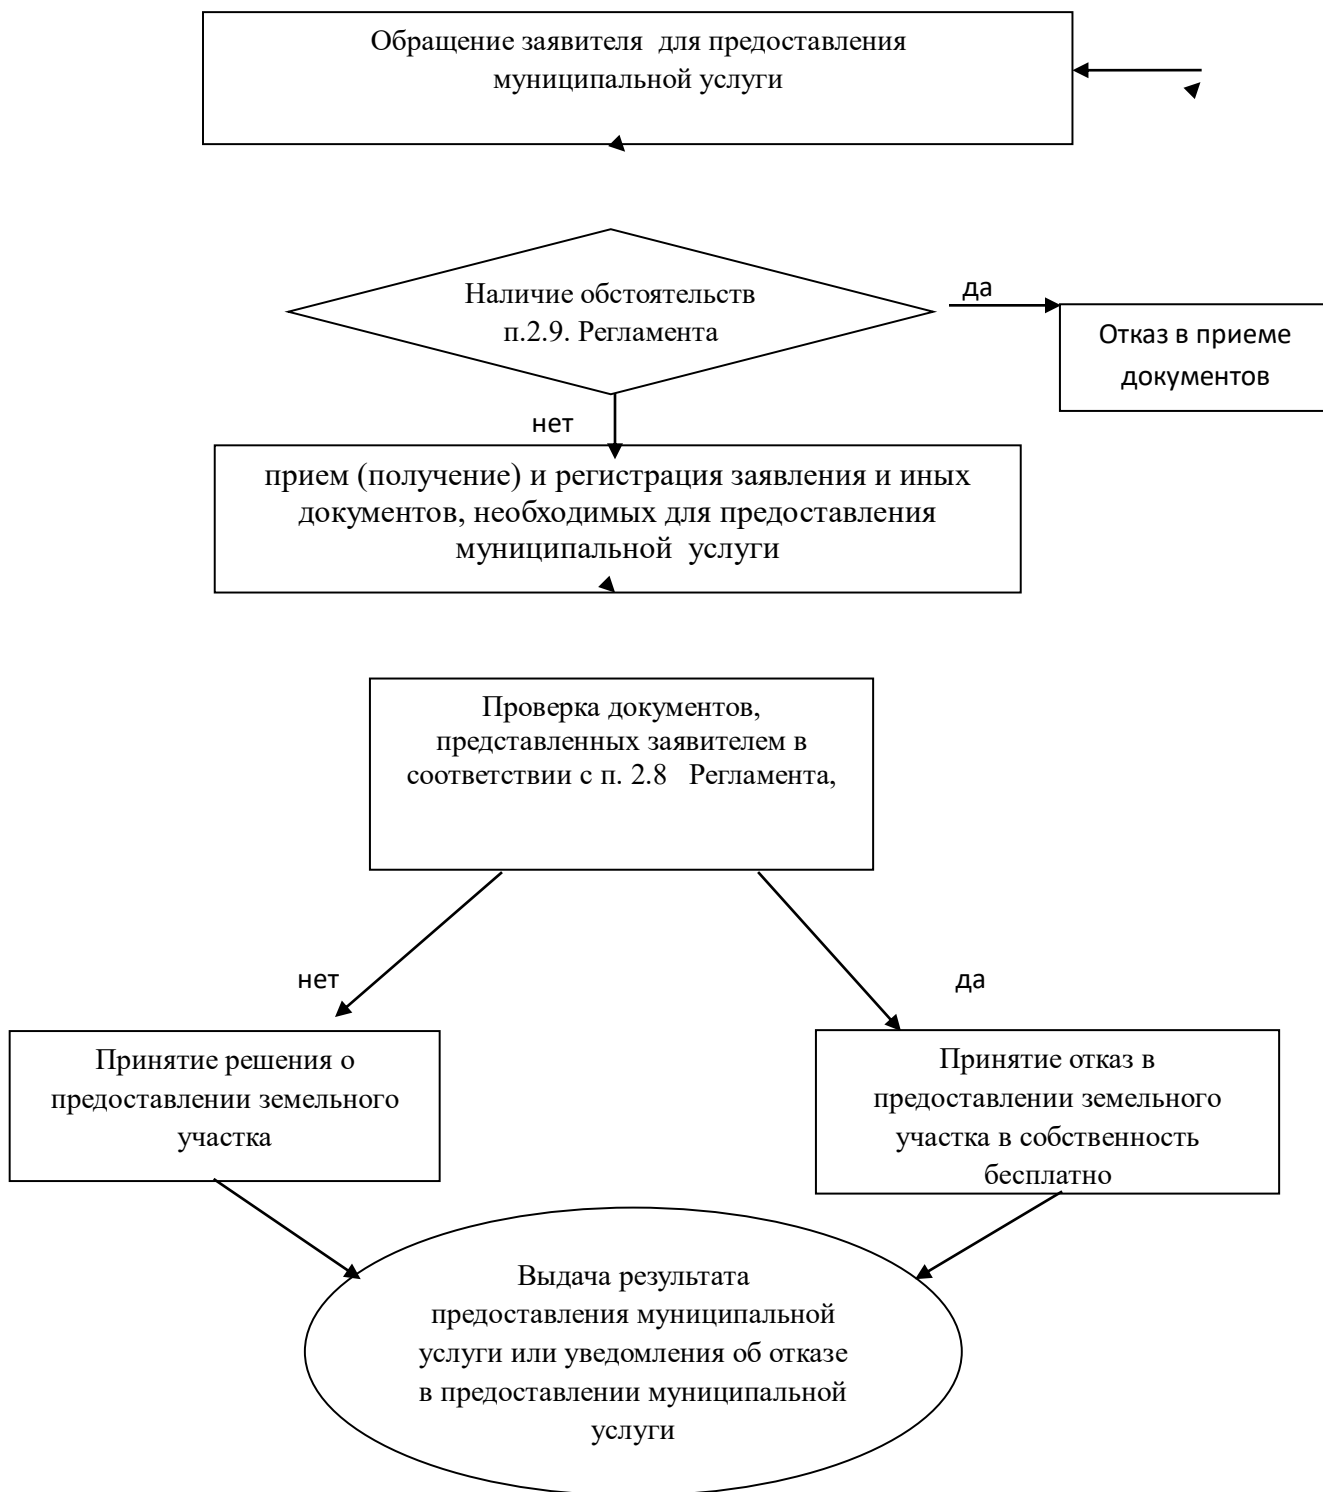 Обращение заявителя  для предоставления
муниципальной услуги
Наличие обстоятельств
п.2.9. Регламента
да
Отказ в приеме
документов
нет
прием (получение) и регистрация заявления и иных
документов, необходимых для предоставления
муниципальной  услуги
Проверка документов,
представленных заявителем в
соответствии с п. 2.8   Регламента,
нет
да
Принятие решения о
предоставлении земельного
участка
Принятие отказ в
предоставлении земельного
участка в собственность
бесплатно
Выдача результата
предоставления муниципальной
услуги или уведомления об отказе
в предоставлении муниципальной
услуги